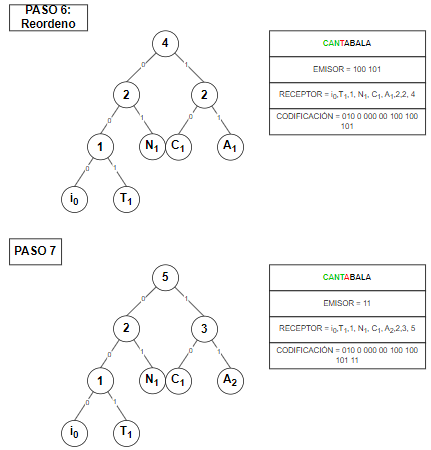 PASO 6:
Reordeno
4
0 1
2 2
0 1 0 1
1 N1 C1 A1
0 1
i0 T1
CANTABALA
EMISOR = 100 101
RECEPTOR = i0,T1,1, N1, C1, A1,2,2, 4
CODIFICACIÓN = 010 0 000 00 100 100
101
PASO 7
5
0 1
2 3
0 1 0 1
1 N1 C1 A2
0 1
i0 T1
CANTABALA
EMISOR = 11
RECEPTOR = i0,T1,1, N1, C1, A2,2,3, 5
CODIFICACIÓN = 010 0 000 00 100 100
101 11